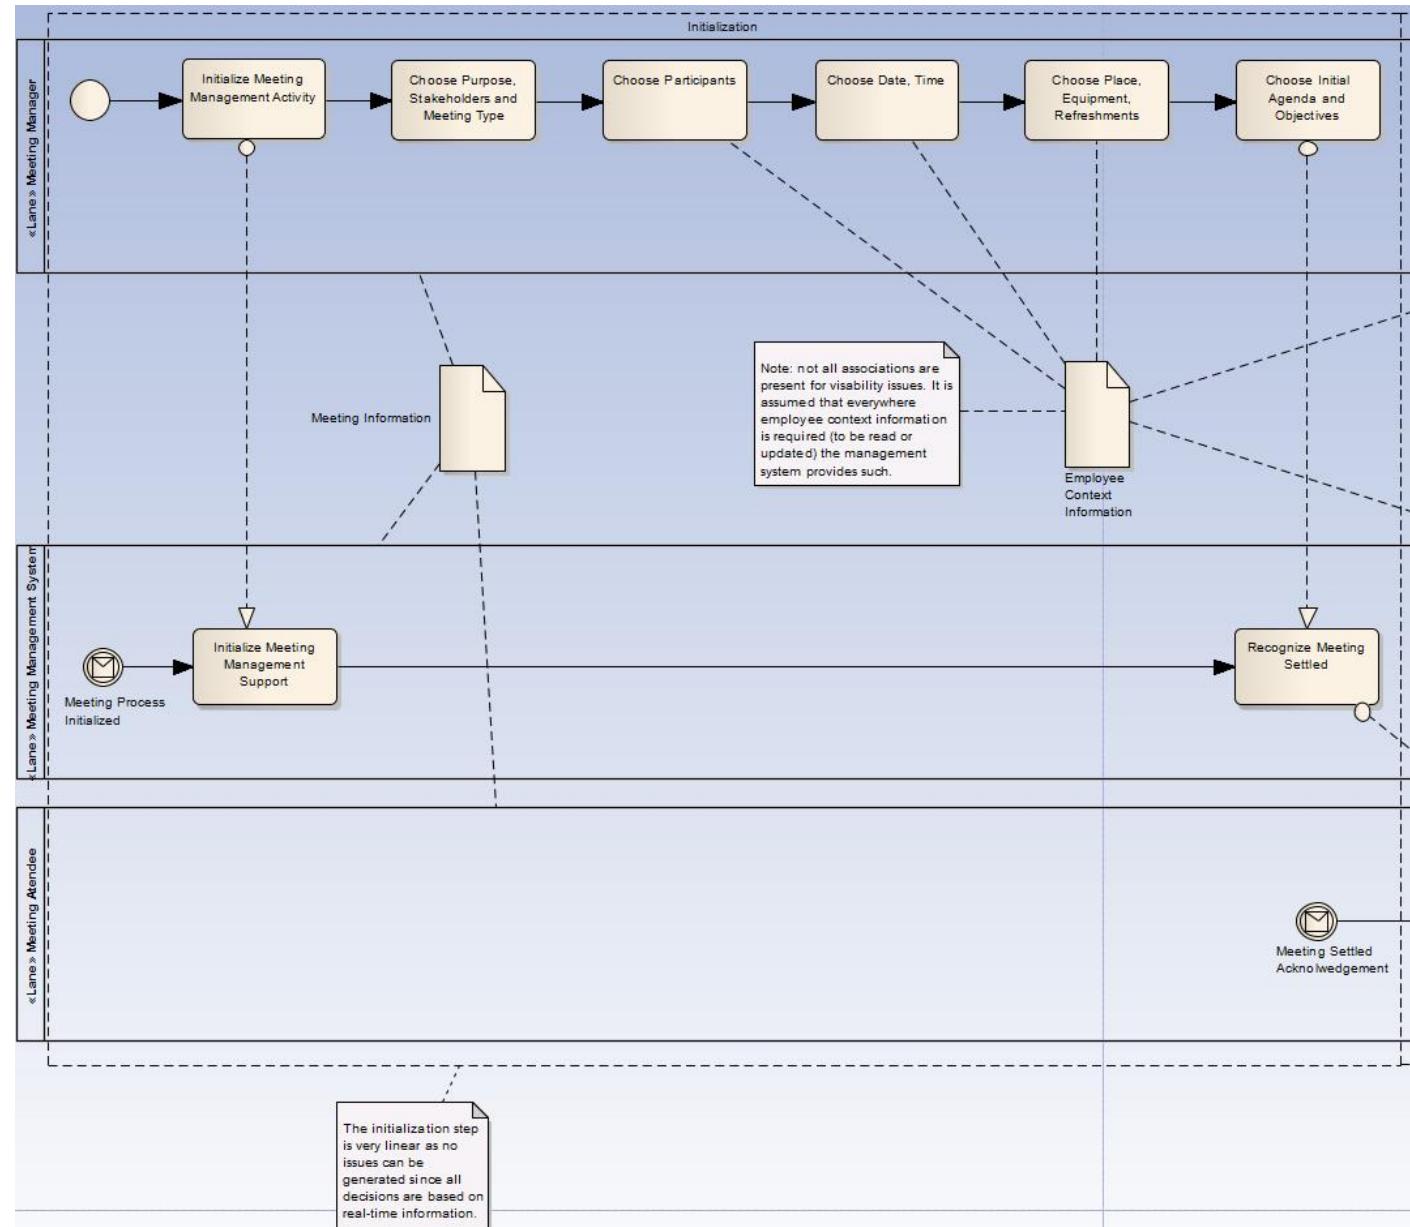 Initialization
«Lane» Meeting Manager
Initialize Meeting
Management Activity
Choose Purpose,
Stakeholders and
Meeting Type
Choose Participants
Choose Date, Time
Choose Place,
Equipment,
Refreshments
Choose Initial
Agenda and
Objectives
Meeting Information
Note: not all associations are
present for visability issues. It is
assumed that everywhere
employee context information
is required (to be read or
updated) the management
system provides such.
Employee
Context
Information
«Lane» Meeting Management System
Meeting Process
Initialized
Initialize Meeting
Management
Support
Recognize Meeting
Settled
«Lane» Meeting Atendee
Meeting Settled
Acknolwedgement
The initialization step
is very linear as no
issues can be
generated since all
decisions are based on
real-time information.